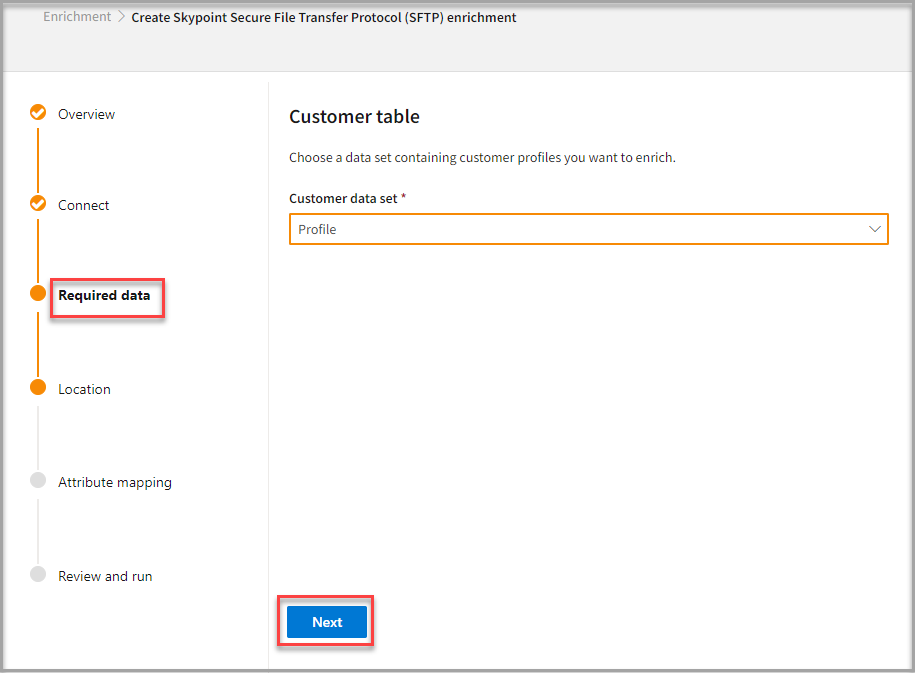 Enrichment > Create Skypoint Secure File Transfer Protocol (SFTP) enrichment
Overview
Connect
Required data
Location
Attribute mapping
Review and run
Customer table
Choose a data set containing customer profiles you want to enrich.
Customer data set *
Profile
Next